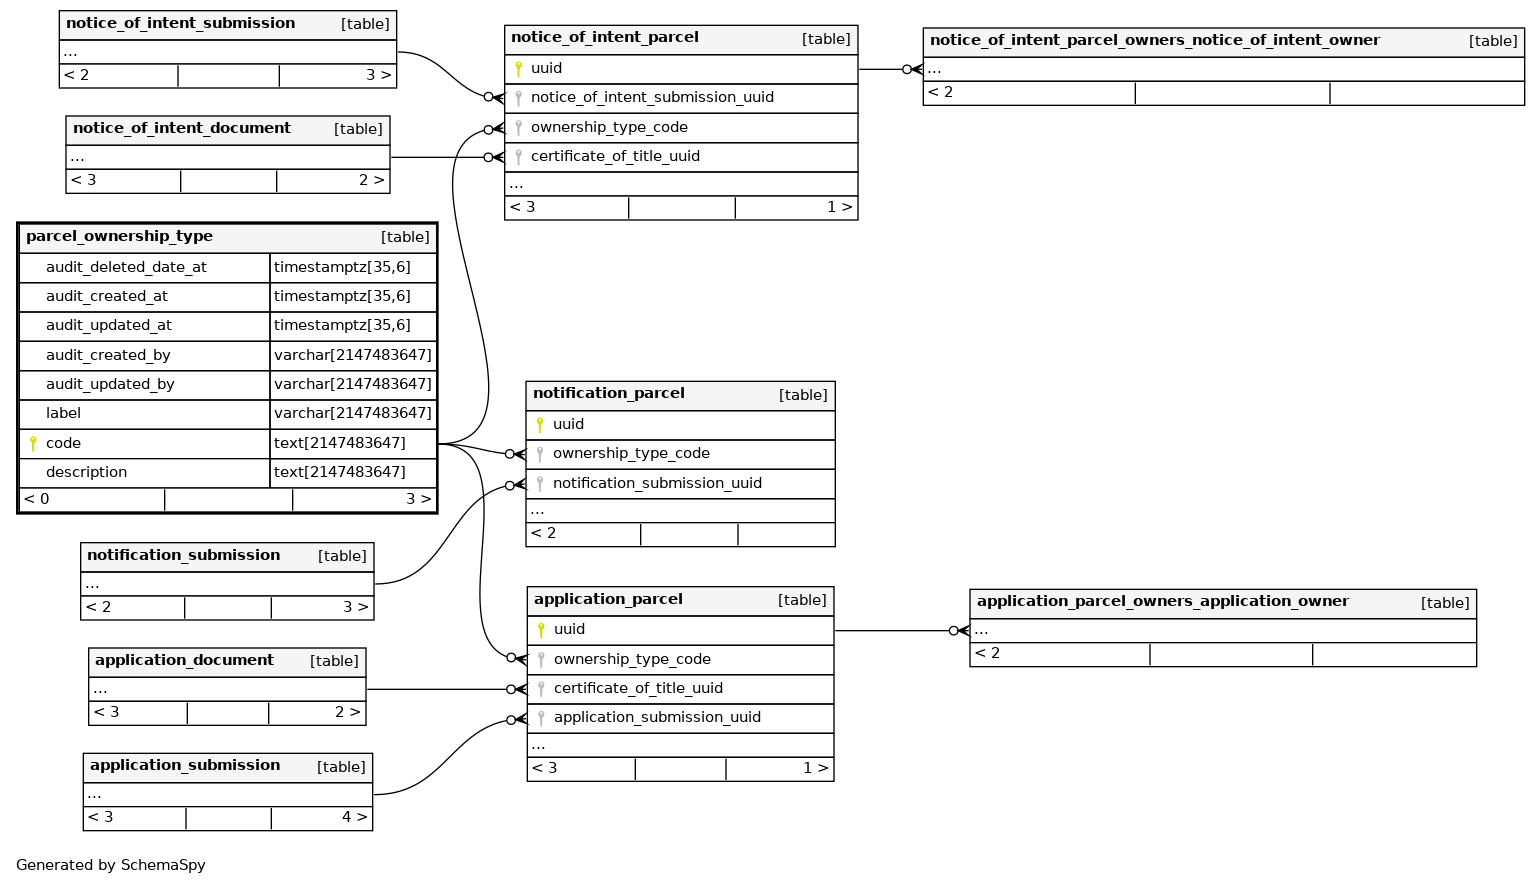 notice_of_intent_submission [table]
...
< 2 3 >
notice_of_intent_document [table]
...
< 3 2 >
parcel_ownership_type [table]
audit_deleted_date_at timestamptz[35,6]
audit_created_at timestamptz[35,6]
audit_updated_at timestamptz[35,6]
audit_created_by varchar[2147483647]
audit_updated_by varchar[2147483647]
label varchar[2147483647]
code text[2147483647]
description text[2147483647]
< 0 3 >
notification_submission [table]
...
< 2 3 >
application_document [table]
...
< 3 2 >
application_submission [table]
...
< 3 4 >
notice_of_intent_parcel [table]
uuid
notice_of_intent_submission_uuid
ownership_type_code
certificate_of_title_uuid
...
< 3 1 >
notification_parcel [table]
uuid
ownership_type_code
notification_submission_uuid
...
< 2
application_parcel [table]
uuid
ownership_type_code
certificate_of_title_uuid
application_submission_uuid
...
< 3 1 >
notice_of_intent_parcel_owners_notice_of_intent_owner [table]
...
< 2
application_parcel_owners_application_owner [table]
...
< 2
Generated by SchemaSpy